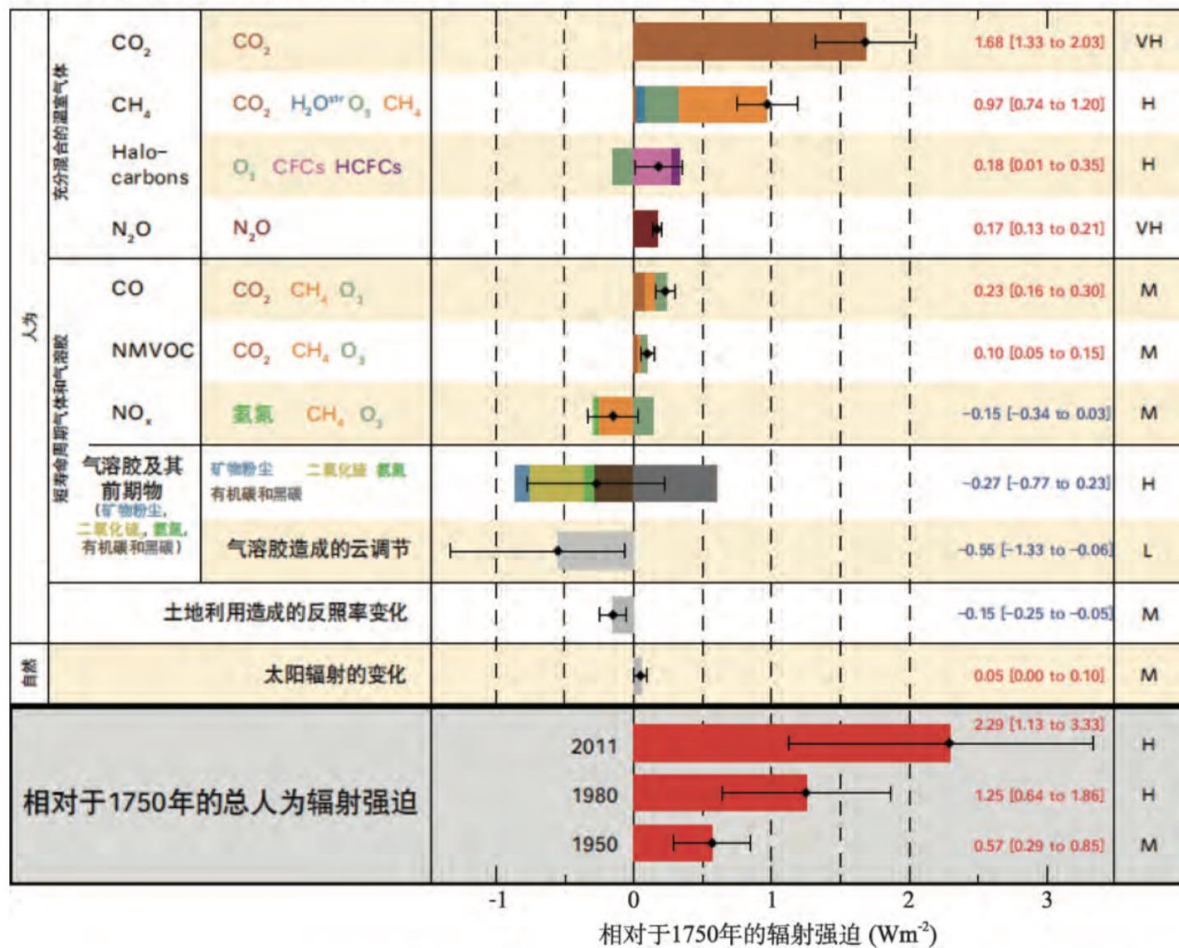 人为
充分混合的温室气体
CO₂ CO₂ 1.68 [1.33 to 2.03] VH
CH₄ CO₂ H₂Oˢᵗʳ O₃ CH₄ 0.97 [0.74 to 1.20] H
Halo-
carbons O₃ CFCs HCFCs 0.18 [0.01 to 0.35] H
N₂O N₂O 0.17 [0.13 to 0.21] VH
短寿命周期气体和气溶胶
CO CO₂ CH₄ O₃ 0.23 [0.16 to 0.30] M
NMVOC CO₂ CH₄ O₃ 0.10 [0.05 to 0.15] M
NOₓ 氨氮 CH₄ O₃ −0.15 [−0.34 to 0.03] M
气溶胶及其
前期物
(矿物粉尘,
二氧化硫, 氨氮,
有机碳和黑碳)
矿物粉尘 二氧化硫 氨氮
有机碳和黑碳 −0.27 [−0.77 to 0.23] H
气溶胶造成的云调节 −0.55 [−1.33 to −0.06] L
土地利用造成的反照率变化 −0.15 [−0.25 to −0.05] M
自然
太阳辐射的变化 0.05 [0.00 to 0.10] M
相对于1750年的总人为辐射强迫
2011 2.29 [1.13 to 3.33] H
1980 1.25 [0.64 to 1.86] H
1950 0.57 [0.29 to 0.85] M
-1 0 1 2 3
相对于1750年的辐射强迫 (Wm⁻²)